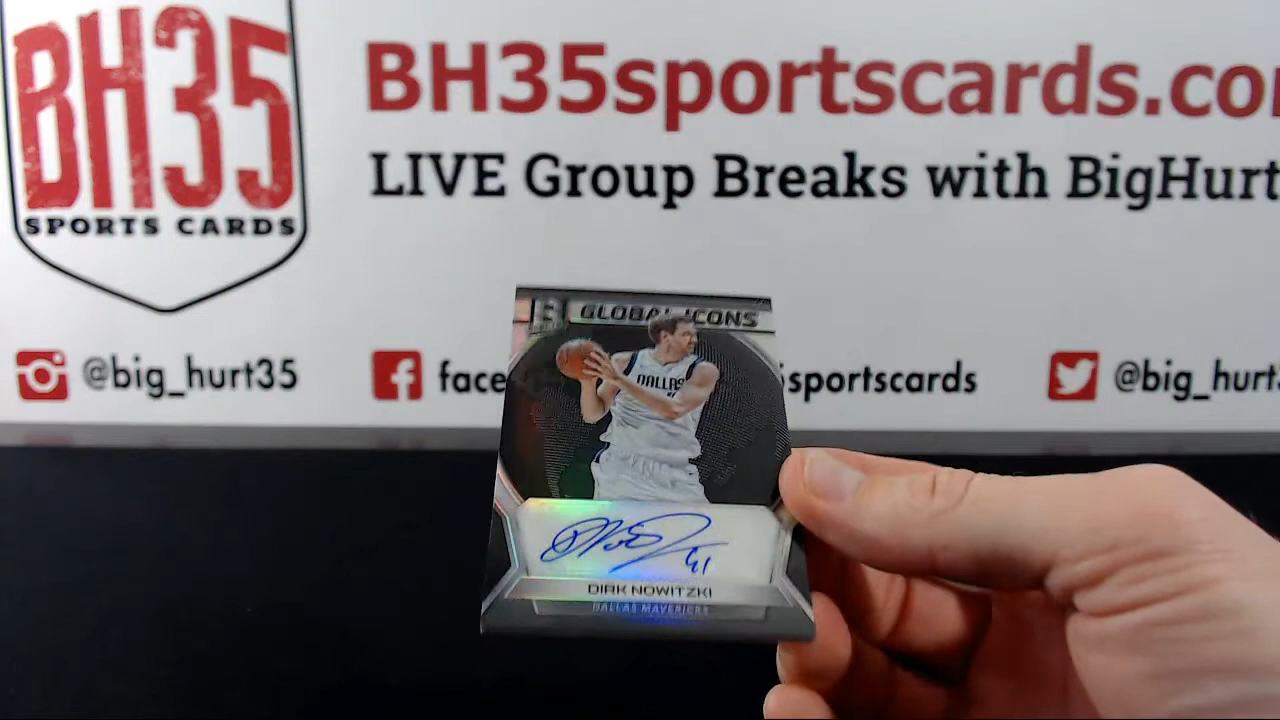 BH35
SPORTS CARDS
BH35sportscards.co
LIVE Group Breaks with BigHurt
@big_hurt35
face
sportscards
@big_hurt
GLOBAL ICONS
DALLAS
41
DIRK NOWITZKI
DALLAS MAVERICKS